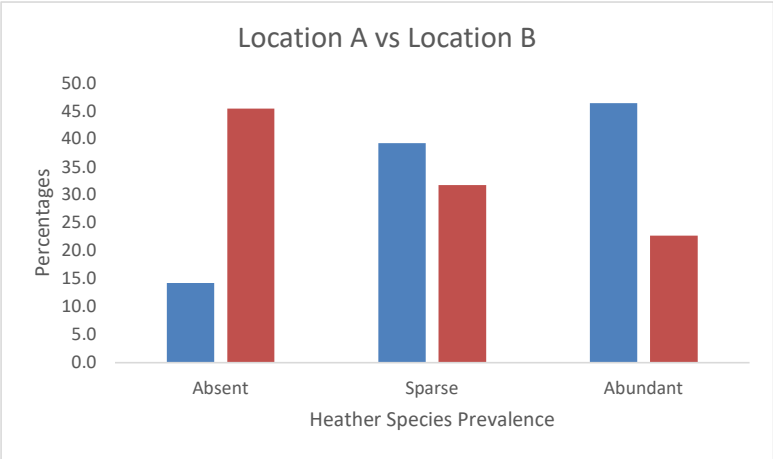 Location A vs Location B
50.0
45.0
40.0
35.0
30.0
25.0
20.0
15.0
10.0
5.0
0.0
Percentages
Absent Sparse Abundant
Heather Species Prevalence